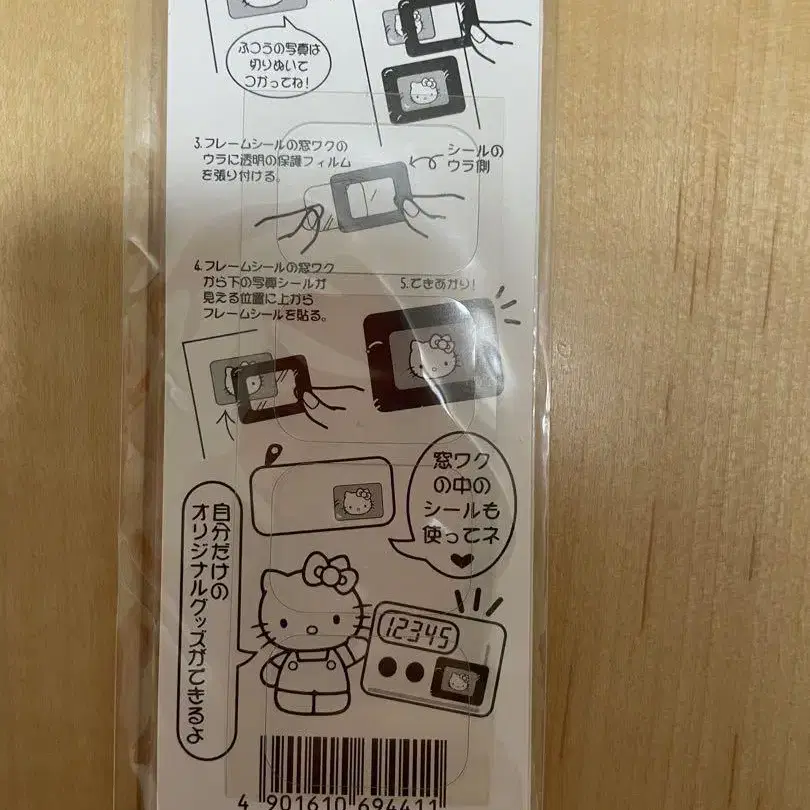 ふつうの写真は
切りぬいて
つかってね!
3.フレームシールの窓ワクの
ウラに透明の保護フィルム
を張り付ける。
シールの
ウラ側
4.フレームシールの窓ワク
から下の写真シールが
見える位置に上から
フレームシールを貼る。
5.できあがり!
窓ワク
の中の
シールも
使ってネ
自分だけの
オリジナルグッズができるよ
12345
4 901610 694411